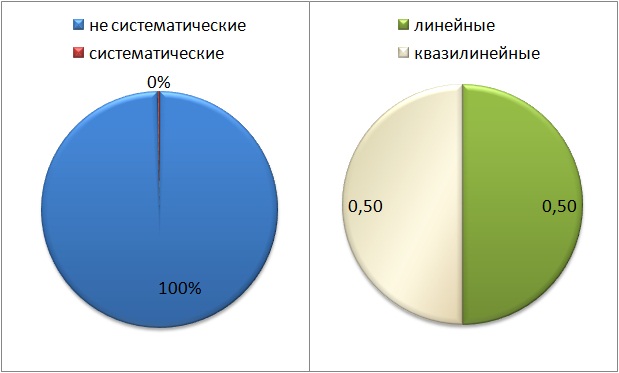 не систематические
систематические
0%
100%
линейные
квазилинейные
0,50
0,50